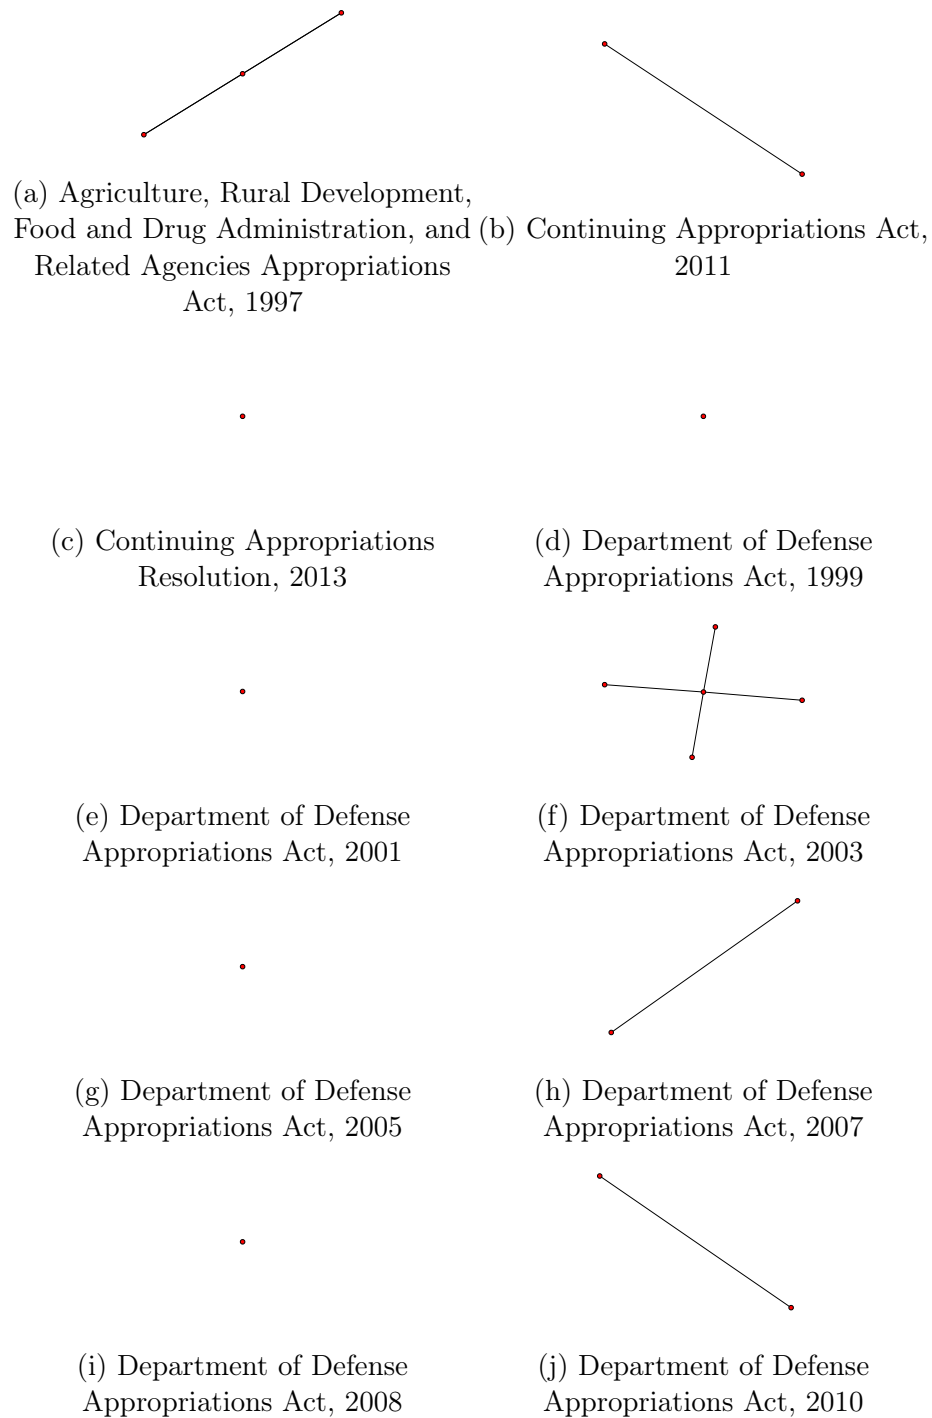 (a) Agriculture, Rural Development,
Food and Drug Administration, and
Related Agencies Appropriations
Act, 1997
(b) Continuing Appropriations Act,
2011
(c) Continuing Appropriations
Resolution, 2013
(d) Department of Defense
Appropriations Act, 1999
(e) Department of Defense
Appropriations Act, 2001
(f) Department of Defense
Appropriations Act, 2003
(g) Department of Defense
Appropriations Act, 2005
(h) Department of Defense
Appropriations Act, 2007
(i) Department of Defense
Appropriations Act, 2008
(j) Department of Defense
Appropriations Act, 2010